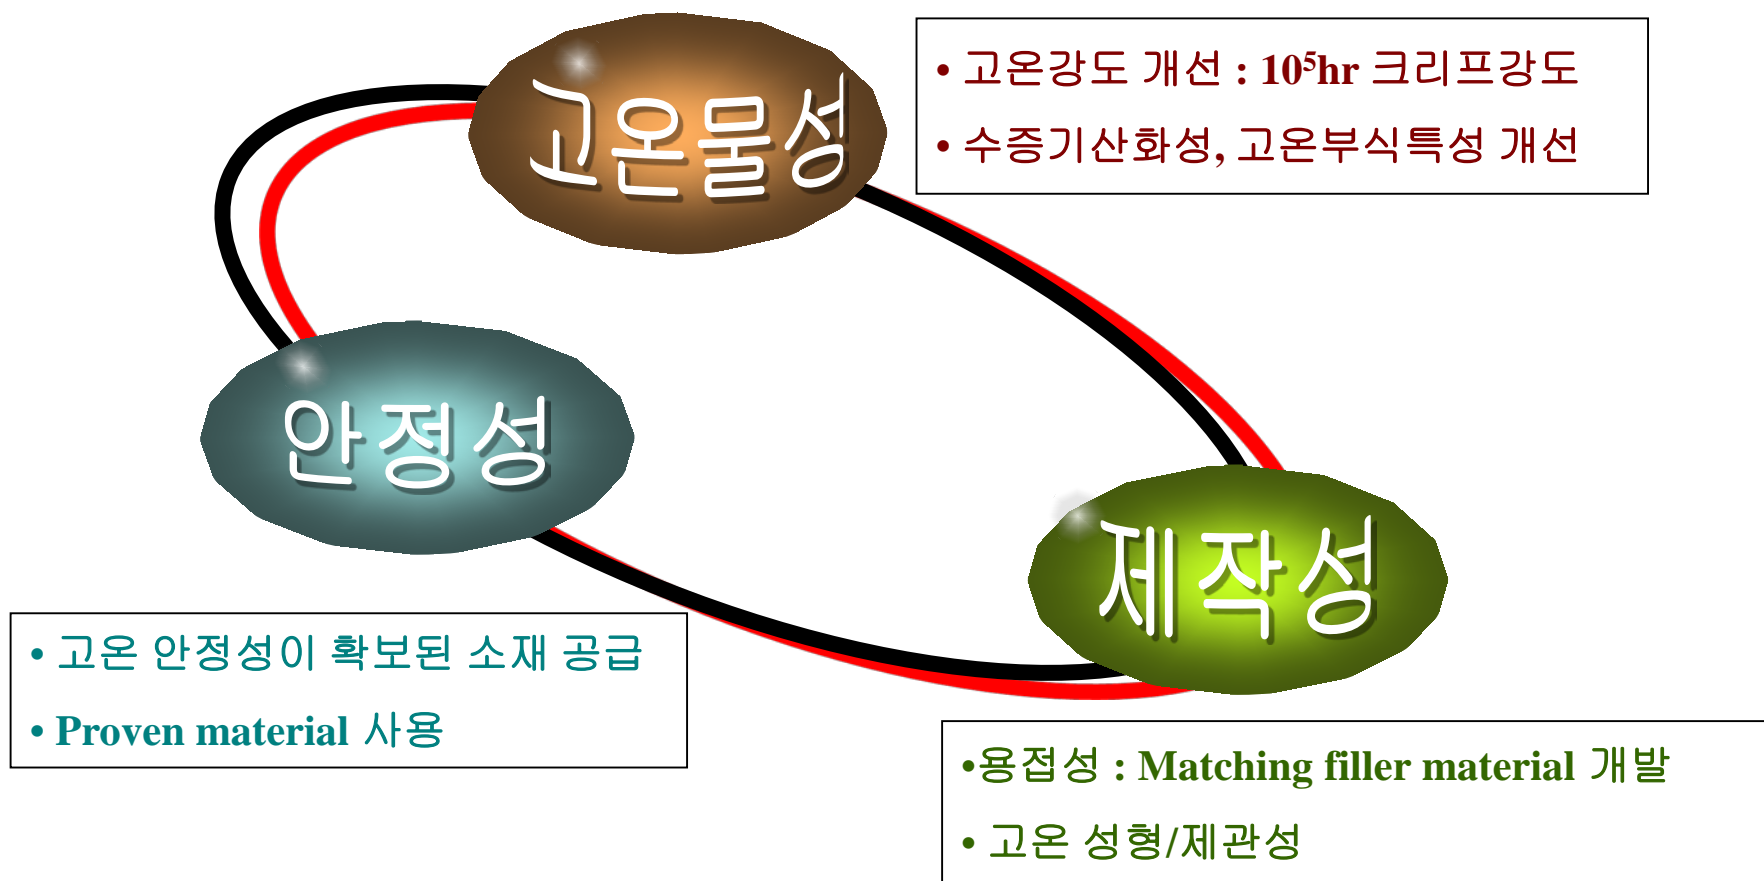 고온물성
• 고온강도 개선 : 10⁵hr 크리프강도
• 수증기산화성, 고온부식특성 개선
안정성
• 고온 안정성이 확보된 소재 공급
• Proven material 사용
제작성
•용접성 : Matching filler material 개발
• 고온 성형/제관성